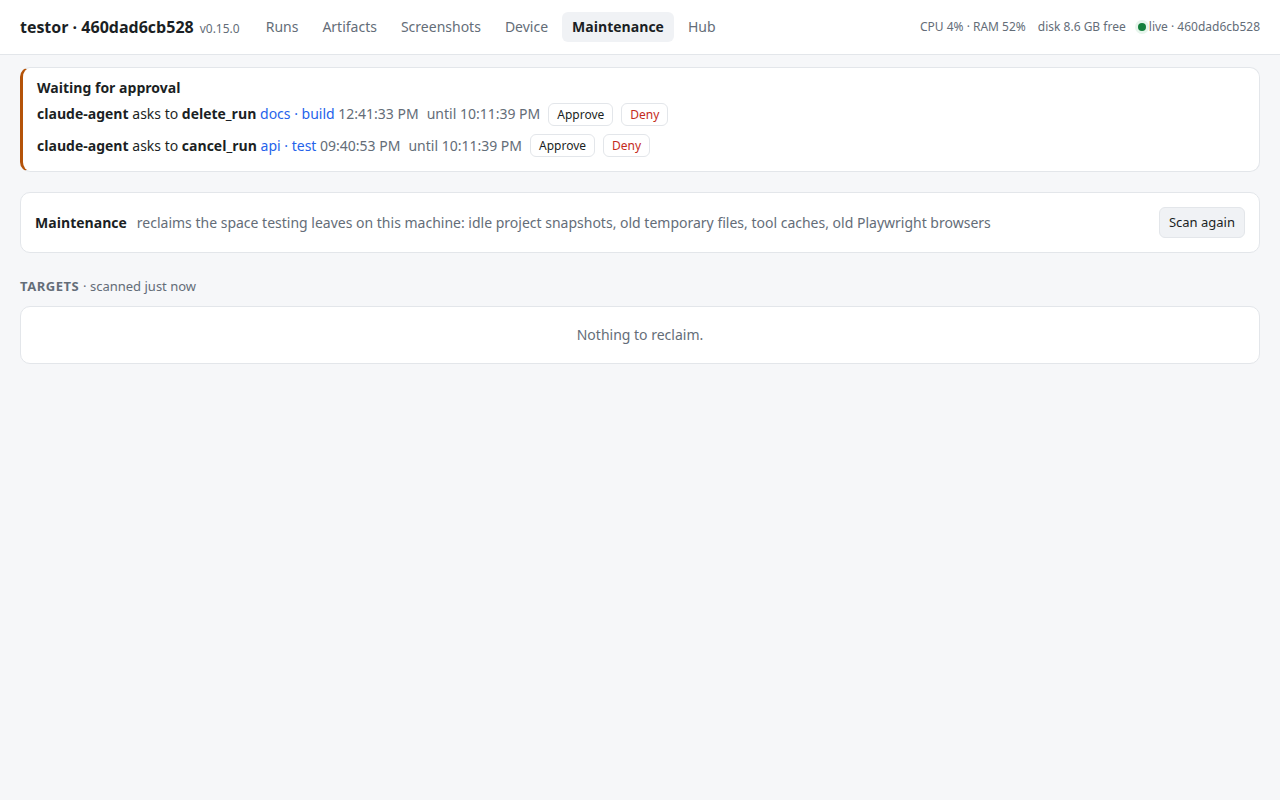 testor · 460dad6cb528 v0.15.0 Runs Artifacts Screenshots Device Maintenance Hub CPU 4% · RAM 52% disk 8.6 GB free live · 460dad6cb528
Waiting for approval
claude-agent asks to delete_run docs · build 12:41:33 PM until 10:11:39 PM Approve Deny
claude-agent asks to cancel_run api · test 09:40:53 PM until 10:11:39 PM Approve Deny
Maintenance reclaims the space testing leaves on this machine: idle project snapshots, old temporary files, tool caches, old Playwright browsers Scan again
TARGETS · scanned just now
Nothing to reclaim.